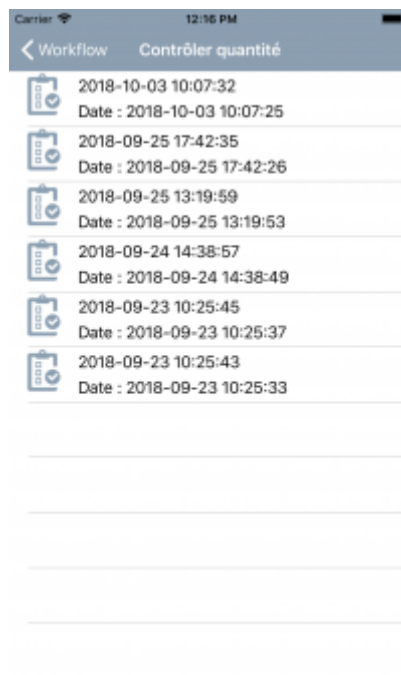 Carrier 12:16 PM
Workflow Contrôler quantité
2018-10-03 10:07:32
Date : 2018-10-03 10:07:25
2018-09-25 17:42:35
Date : 2018-09-25 17:42:26
2018-09-25 13:19:59
Date : 2018-09-25 13:19:53
2018-09-24 14:38:57
Date : 2018-09-24 14:38:49
2018-09-23 10:25:45
Date : 2018-09-23 10:25:37
2018-09-23 10:25:43
Date : 2018-09-23 10:25:33